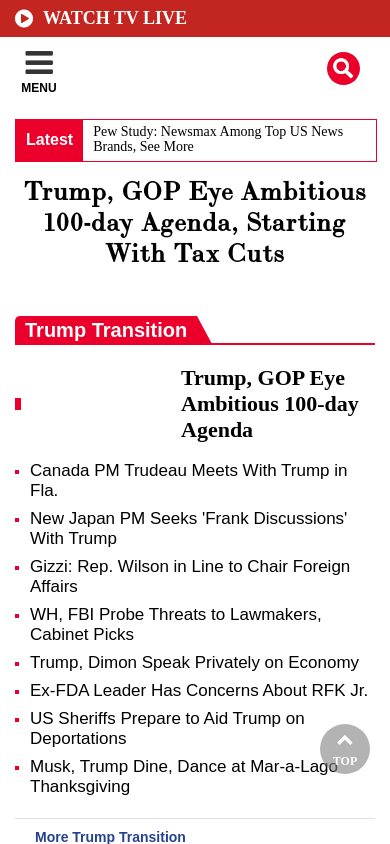 WATCH TV LIVE
MENU
Latest
Pew Study: Newsmax Among Top US News
Brands, See More
Trump, GOP Eye Ambitious
100-day Agenda, Starting
With Tax Cuts
Trump Transition
Trump, GOP Eye
Ambitious 100-day
Agenda
Canada PM Trudeau Meets With Trump in
Fla.
New Japan PM Seeks 'Frank Discussions'
With Trump
Gizzi: Rep. Wilson in Line to Chair Foreign
Affairs
WH, FBI Probe Threats to Lawmakers,
Cabinet Picks
Trump, Dimon Speak Privately on Economy
Ex-FDA Leader Has Concerns About RFK Jr.
US Sheriffs Prepare to Aid Trump on
Deportations
Musk, Trump Dine, Dance at Mar-a-Lago
Thanksgiving
TOP
More Trump Transition